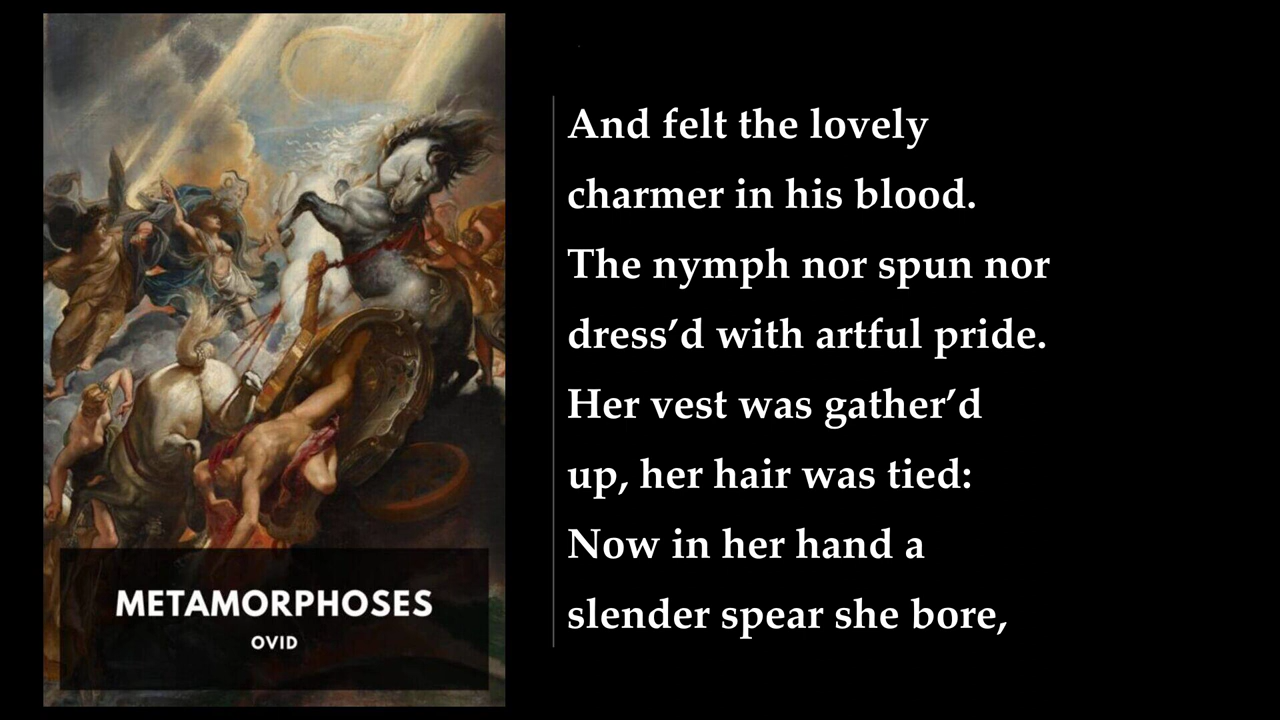 METAMORPHOSES
OVID
And felt the lovely
charmer in his blood.
The nymph nor spun nor
dress’d with artful pride.
Her vest was gather’d
up, her hair was tied:
Now in her hand a
slender spear she bore,